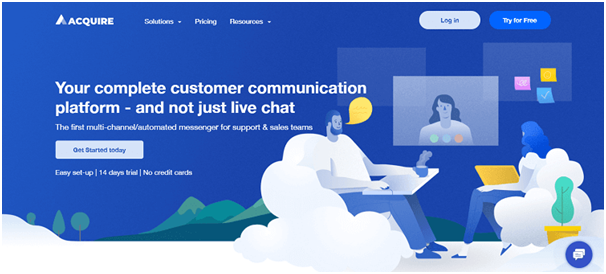 ACQUIRE
Solutions
Pricing
Resources
Log in
Try for Free
Your complete customer communication
platform - and not just live chat
The first multi-channel/automated messenger for support & sales teams
Get Started today
Easy set-up | 14 days trial | No credit cards